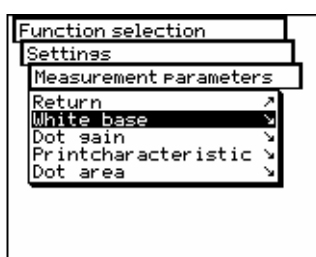 Function selection
Settings
Measurement parameters
Return ↗
White base ↘
Dot gain ↘
Printcharacteristic ↘
Dot area ↘